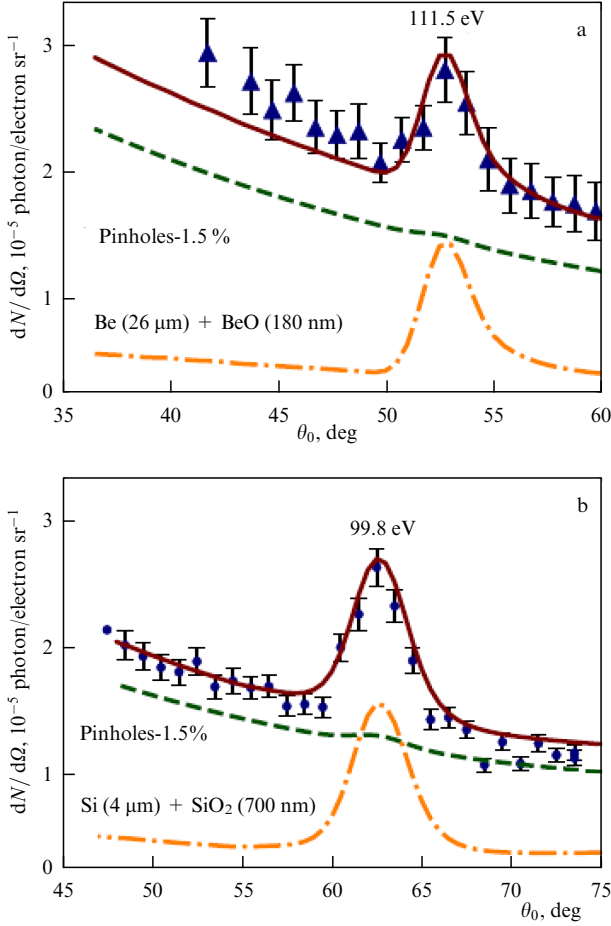 111.5 eV
a
3
2
1
0
dN/dΩ, 10⁻⁵ photon/electron sr⁻¹
Pinholes-1.5 %
Be (26 μm) + BeO (180 nm)
35 40 45 50 55 60
θ₀, deg
b
99.8 eV
3
2
1
0
dN/dΩ, 10⁻⁵ photon/electron sr⁻¹
Pinholes-1.5%
Si (4 μm) + SiO₂ (700 nm)
45 50 55 60 65 70 75
θ₀, deg